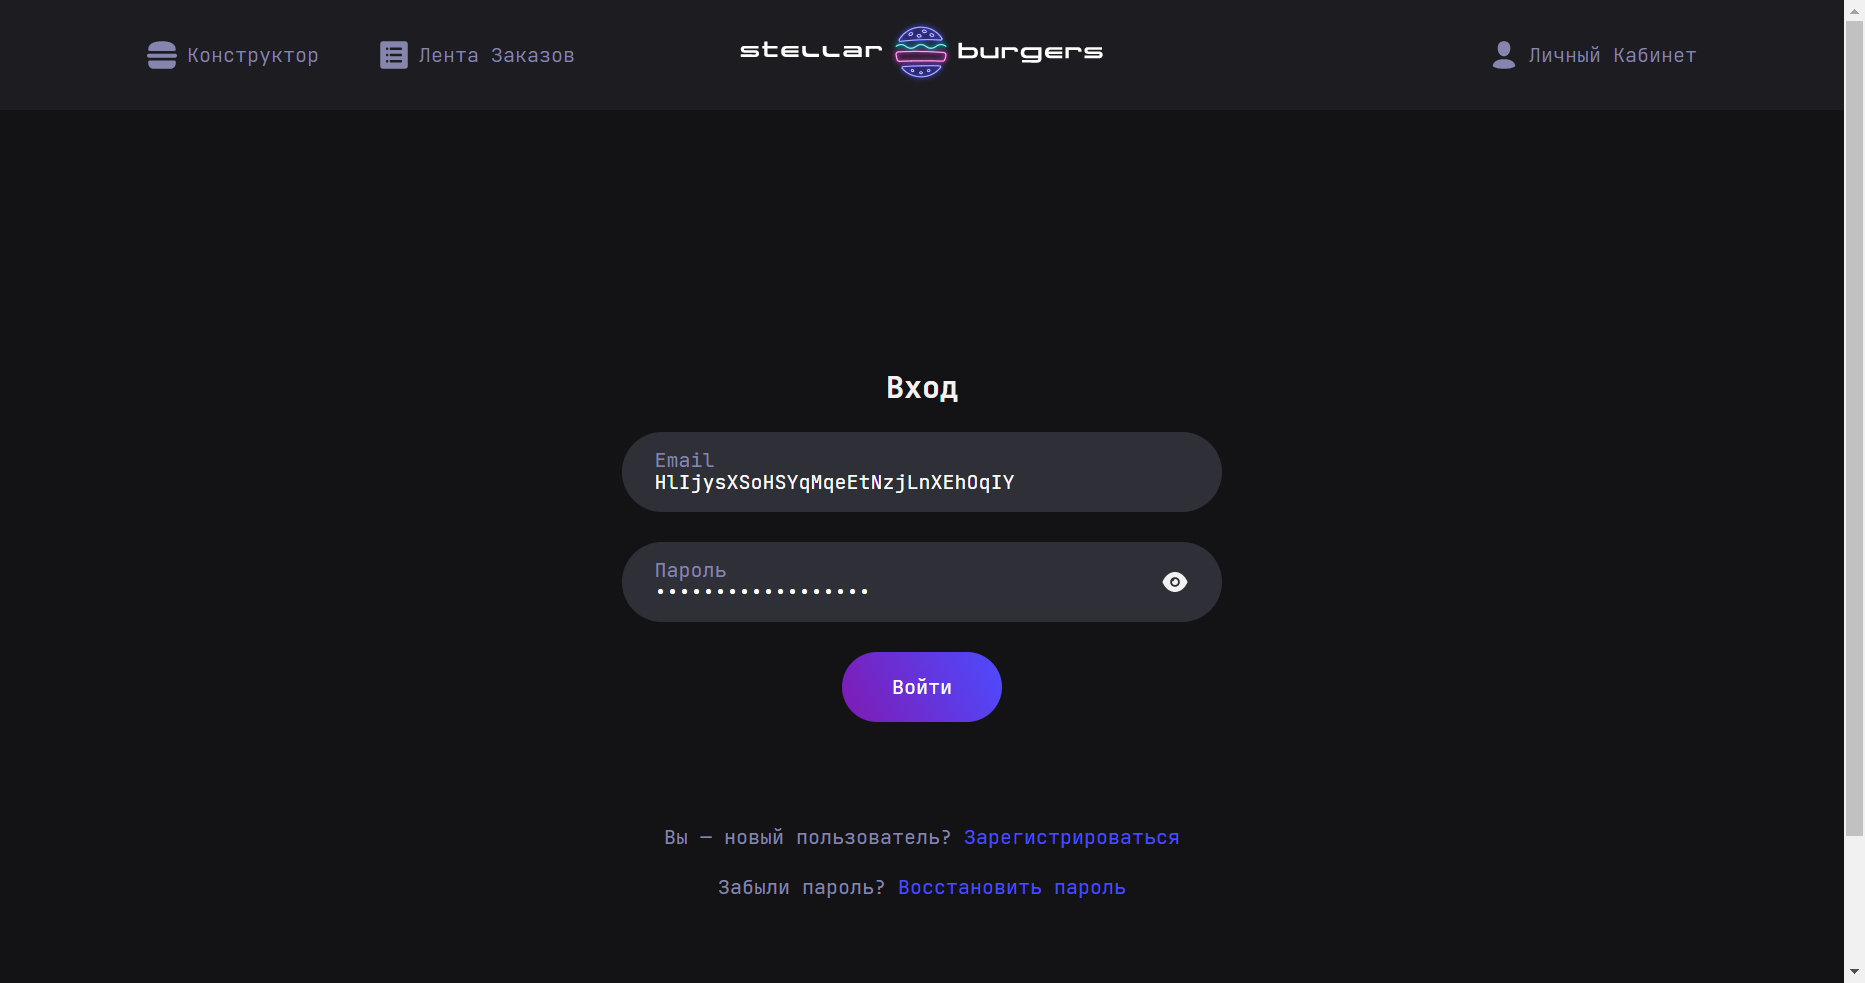 Конструктор
Лента Заказов
stellar burgers
Личный Кабинет
Вход
Email
HlIjysXSoHSYqMqeEtNzjLnXEhOqIY
Пароль
••••••••••••••••••
Войти
Вы — новый пользователь? Зарегистрироваться
Забыли пароль? Восстановить пароль